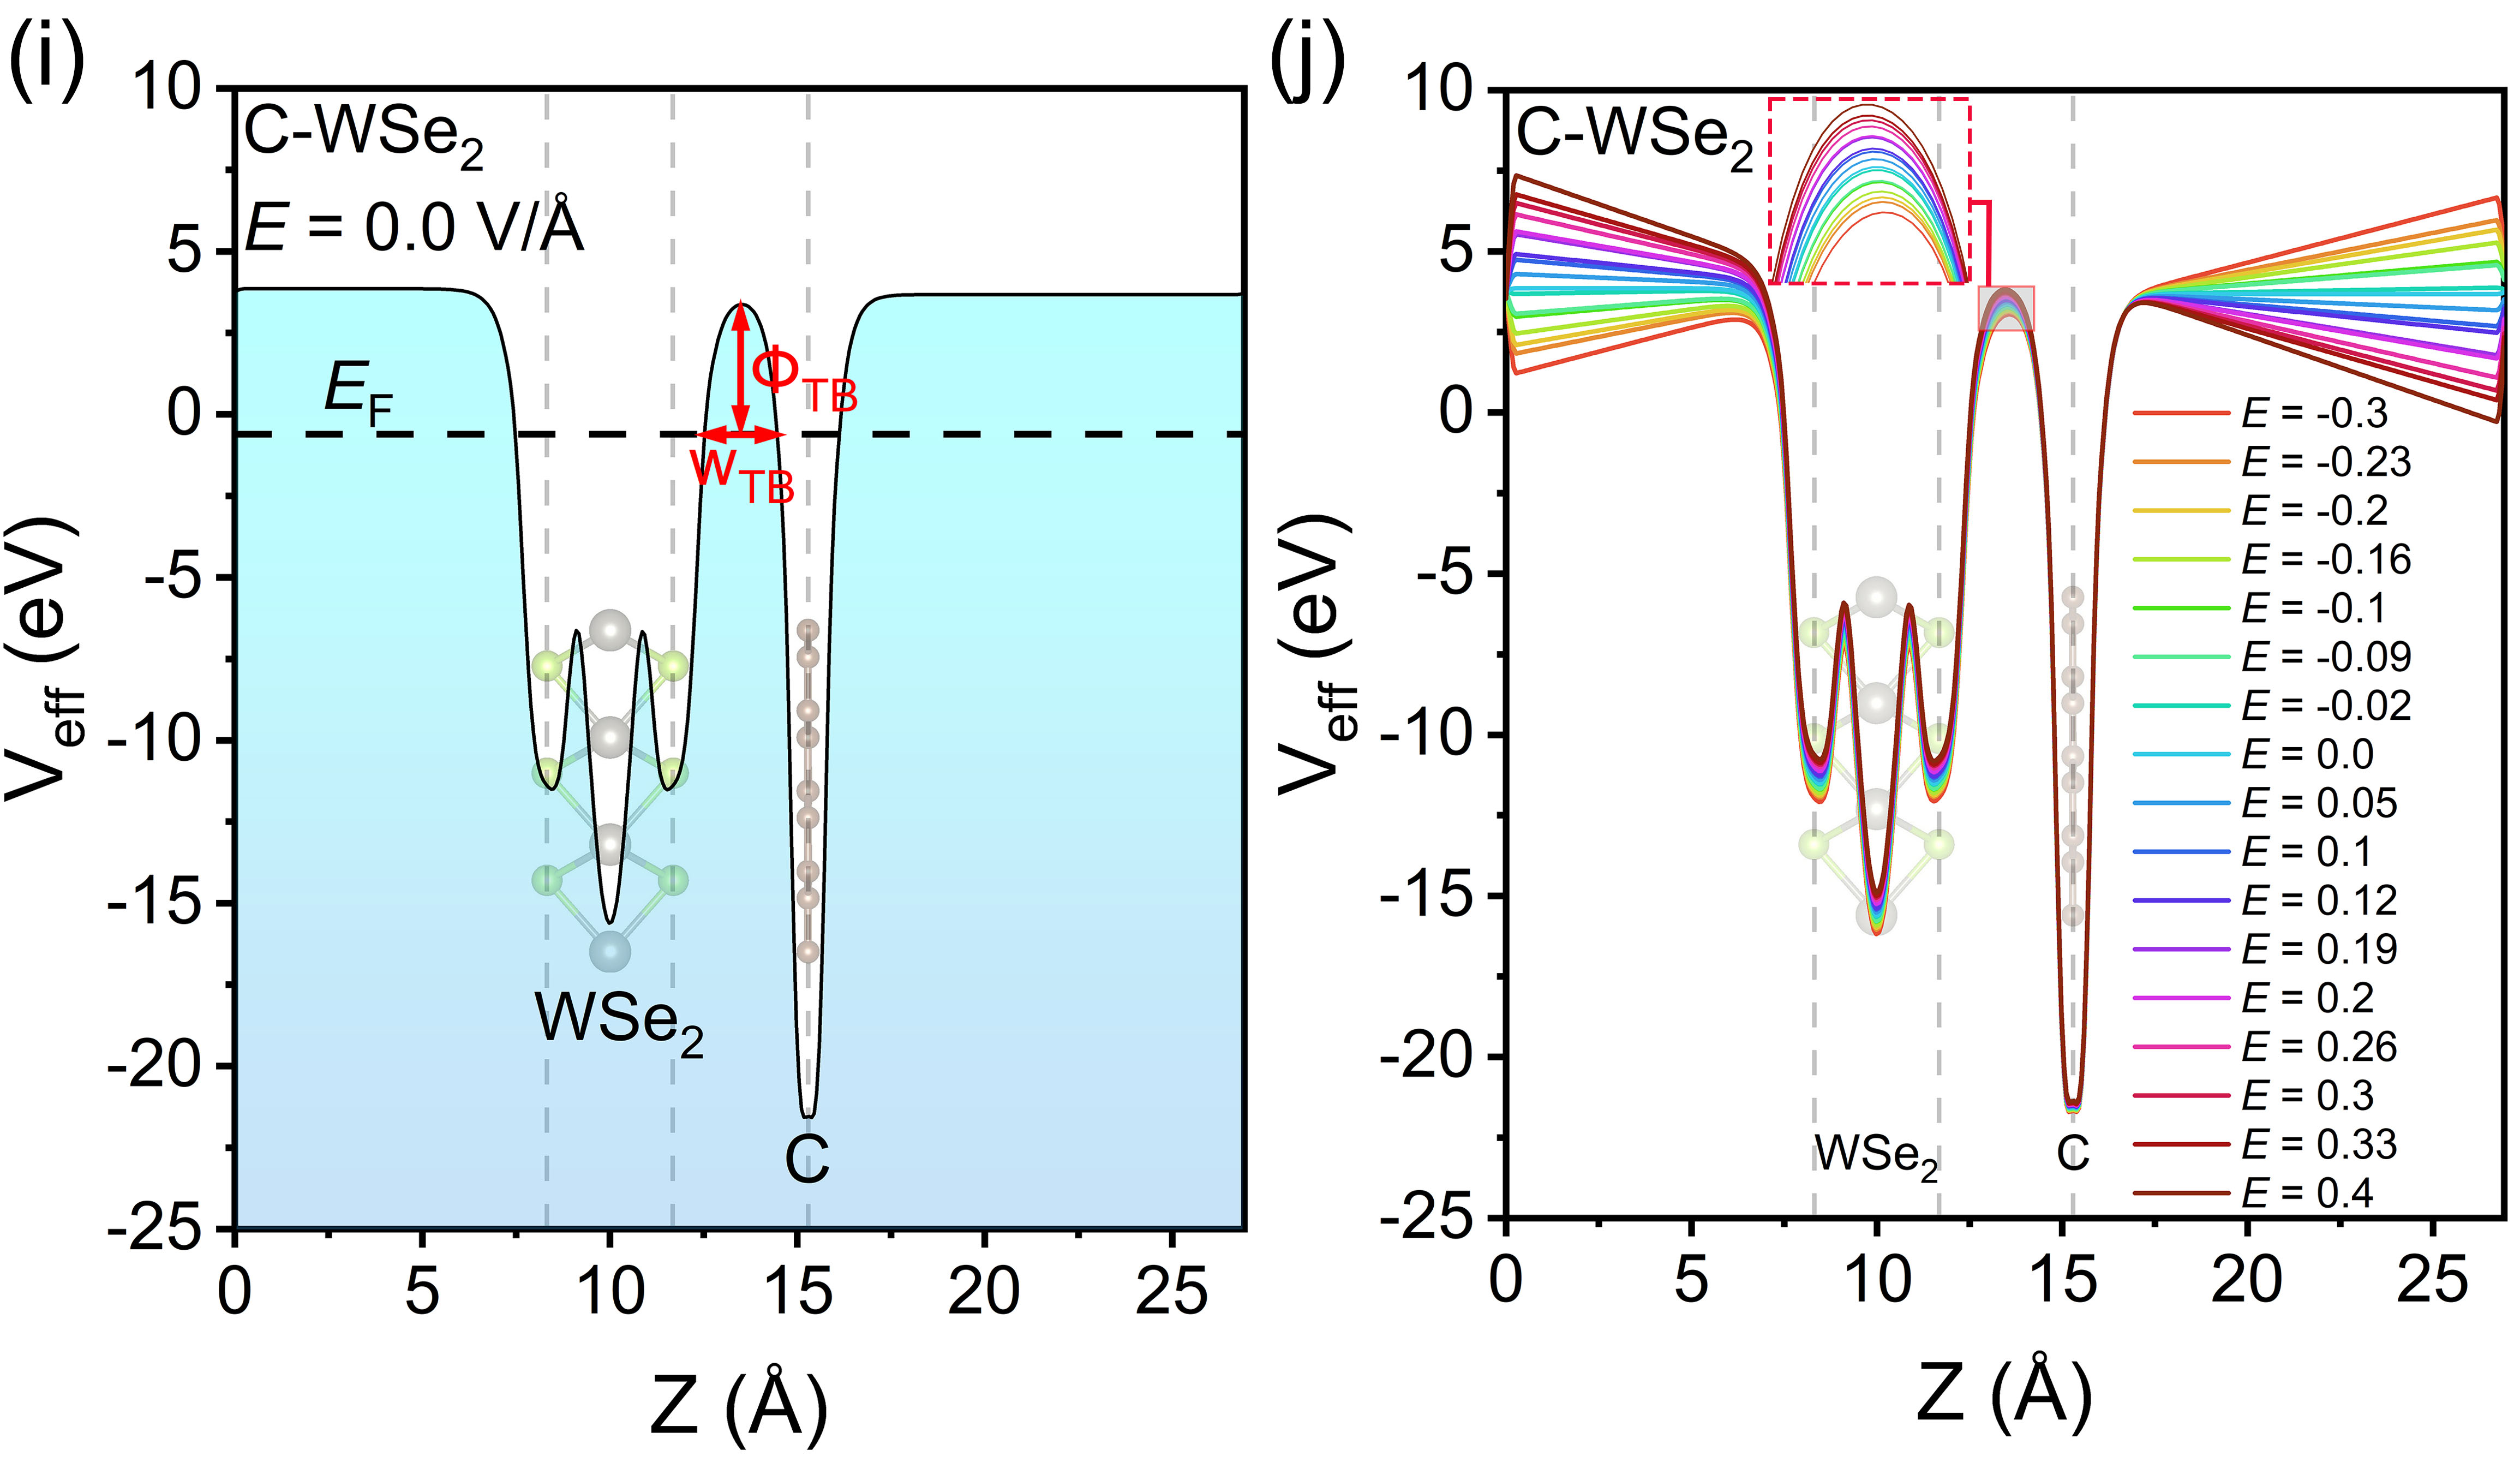 (i)
C-WSe2
E = 0.0 V/Å
EF
ΦTB
wTB
WSe2
C
10
5
0
-5
-10
-15
-20
-25
0 5 10 15 20 25
Veff (eV)
Z (Å)
(j)
C-WSe2
10
5
0
-5
-10
-15
-20
-25
E = -0.3
E = -0.23
E = -0.2
E = -0.16
E = -0.1
E = -0.09
E = -0.02
E = 0.0
E = 0.05
E = 0.1
E = 0.12
E = 0.19
E = 0.2
E = 0.26
E = 0.3
E = 0.33
E = 0.4
WSe2
C
0 5 10 15 20 25
Veff (eV)
Z (Å)